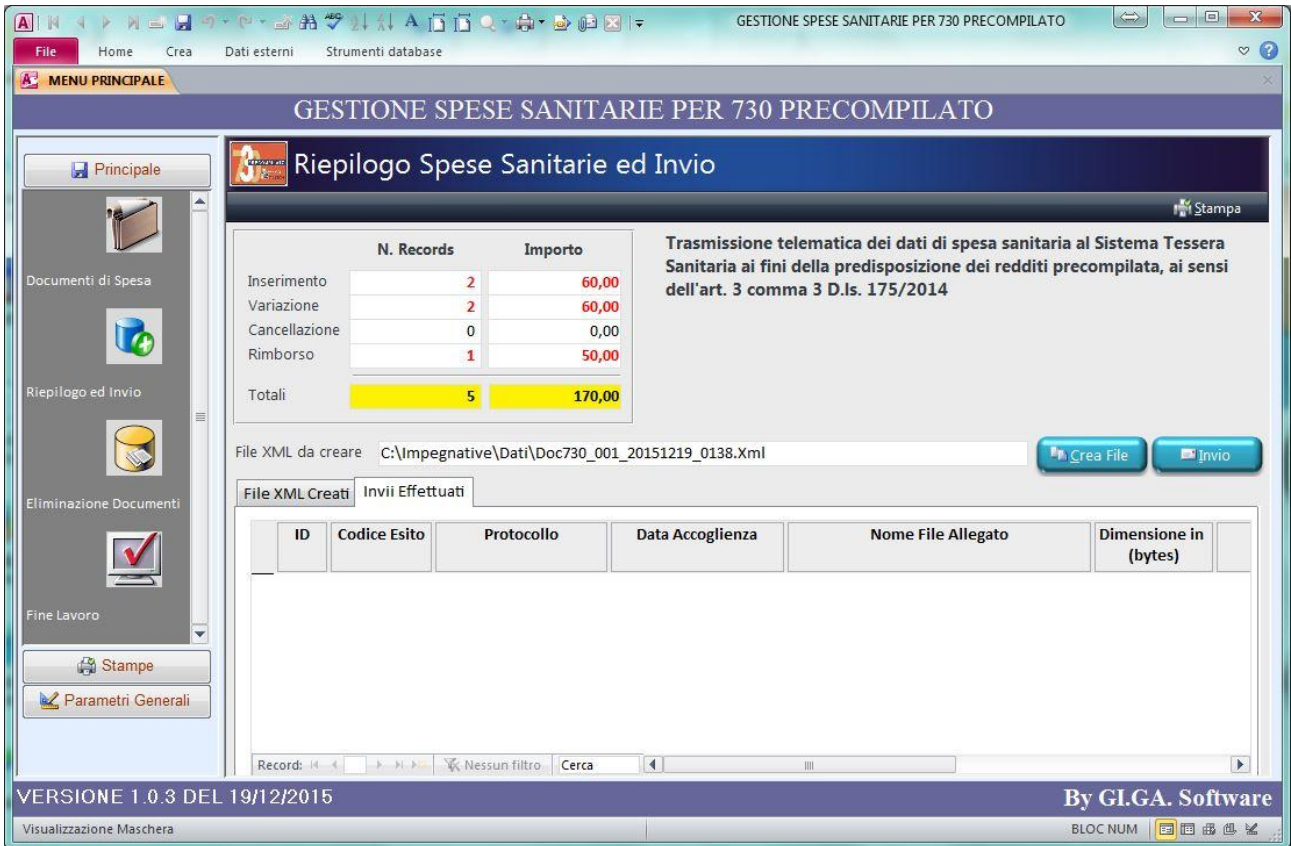 GESTIONE SPESE SANITARIE PER 730 PRECOMPILATO
File Home Crea Dati esterni Strumenti database
MENU PRINCIPALE
GESTIONE SPESE SANITARIE PER 730 PRECOMPILATO
Principale
Documenti di Spesa
Riepilogo ed Invio
Eliminazione Documenti
Fine Lavoro
Stampe
Parametri Generali
Riepilogo Spese Sanitarie ed Invio
Stampa
N. Records Importo
Inserimento 2 60,00
Variazione 2 60,00
Cancellazione 0 0,00
Rimborso 1 50,00
Totali 5 170,00
Trasmissione telematica dei dati di spesa sanitaria al Sistema Tessera
Sanitaria ai fini della predisposizione dei redditi precompilata, ai sensi
dell'art. 3 comma 3 D.ls. 175/2014
File XML da creare C:\Impegnative\Dati\Doc730_001_20151219_0138.Xml Crea File Invio
File XML Creati Invii Effettuati
ID Codice Esito Protocollo Data Accoglienza Nome File Allegato Dimensione in
(bytes)
Record: Nessun filtro Cerca
VERSIONE 1.0.3 DEL 19/12/2015 By GI.GA. Software
Visualizzazione Maschera BLOC NUM